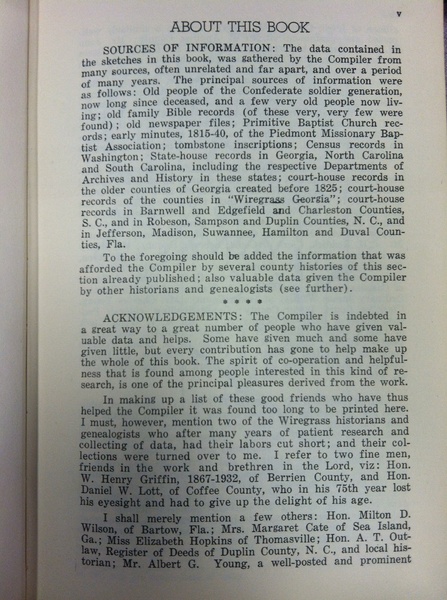 v
ABOUT THIS BOOK
SOURCES OF INFORMATION: The data contained in
the sketches in this book, was gathered by the Compiler from
many sources, often unrelated and far apart, and over a period
of many years. The principal sources of information were
as follows: Old people of the Confederate soldier generation,
now long since deceased, and a few very old people now liv-
ing; old family Bible records (of these very, very few were
found); old newspaper files; Primitive Baptist Church rec-
ords; early minutes, 1815-40, of the Piedmont Missionary Bap-
tist Association; tombstone inscriptions; Census records in
Washington; State-house records in Georgia, North Carolina
and South Carolina, including the respective Departments of
Archives and History in these states; court-house records in
the older counties of Georgia created before 1825; court-house
records of the counties in "Wiregrass Georgia"; court-house
records in Barnwell and Edgefield and Charleston Counties,
S. C., and in Robeson, Sampson and Duplin Counties, N. C., and
in Jefferson, Madison, Suwannee, Hamilton and Duval Coun-
ties, Fla.
To the foregoing should be added the information that was
afforded the Compiler by several county histories of this sec-
tion already published; also valuable data given the Compiler
by other historians and genealogists (see further).
* * * *
ACKNOWLEDGEMENTS: The Compiler is indebted in
a great way to a great number of people who have given val-
uable data and helps. Some have given much and some have
given little, but every contribution has gone to help make up
the whole of this book. The spirit of co-operation and helpful-
ness that is found among people interested in this kind of re-
search, is one of the principal pleasures derived from the work.
In making up a list of these good friends who have thus
helped the Compiler it was found too long to be printed here.
I must, however, mention two of the Wiregrass historians and
genealogists who after many years of patient research and
collecting of data, had their labors cut short; and their col-
lections were turned over to me. I refer to two fine men,
friends in the work and brethren in the Lord, viz: Hon.
W. Henry Griffin, 1867-1932, of Berrien County, and Hon.
Daniel W. Lott, of Coffee County, who in his 75th year lost
his eyesight and had to give up the delight of his age.
I shall merely mention a few others: Hon. Milton D.
Wilson, of Bartow, Fla.; Mrs. Margaret Cate of Sea Island,
Ga.; Miss Elizabeth Hopkins of Thomasville; Hon. A. T. Out-
law, Register of Deeds of Duplin County, N. C., and local his-
torian; Mr. Albert G. Young, a well-posted and prominent